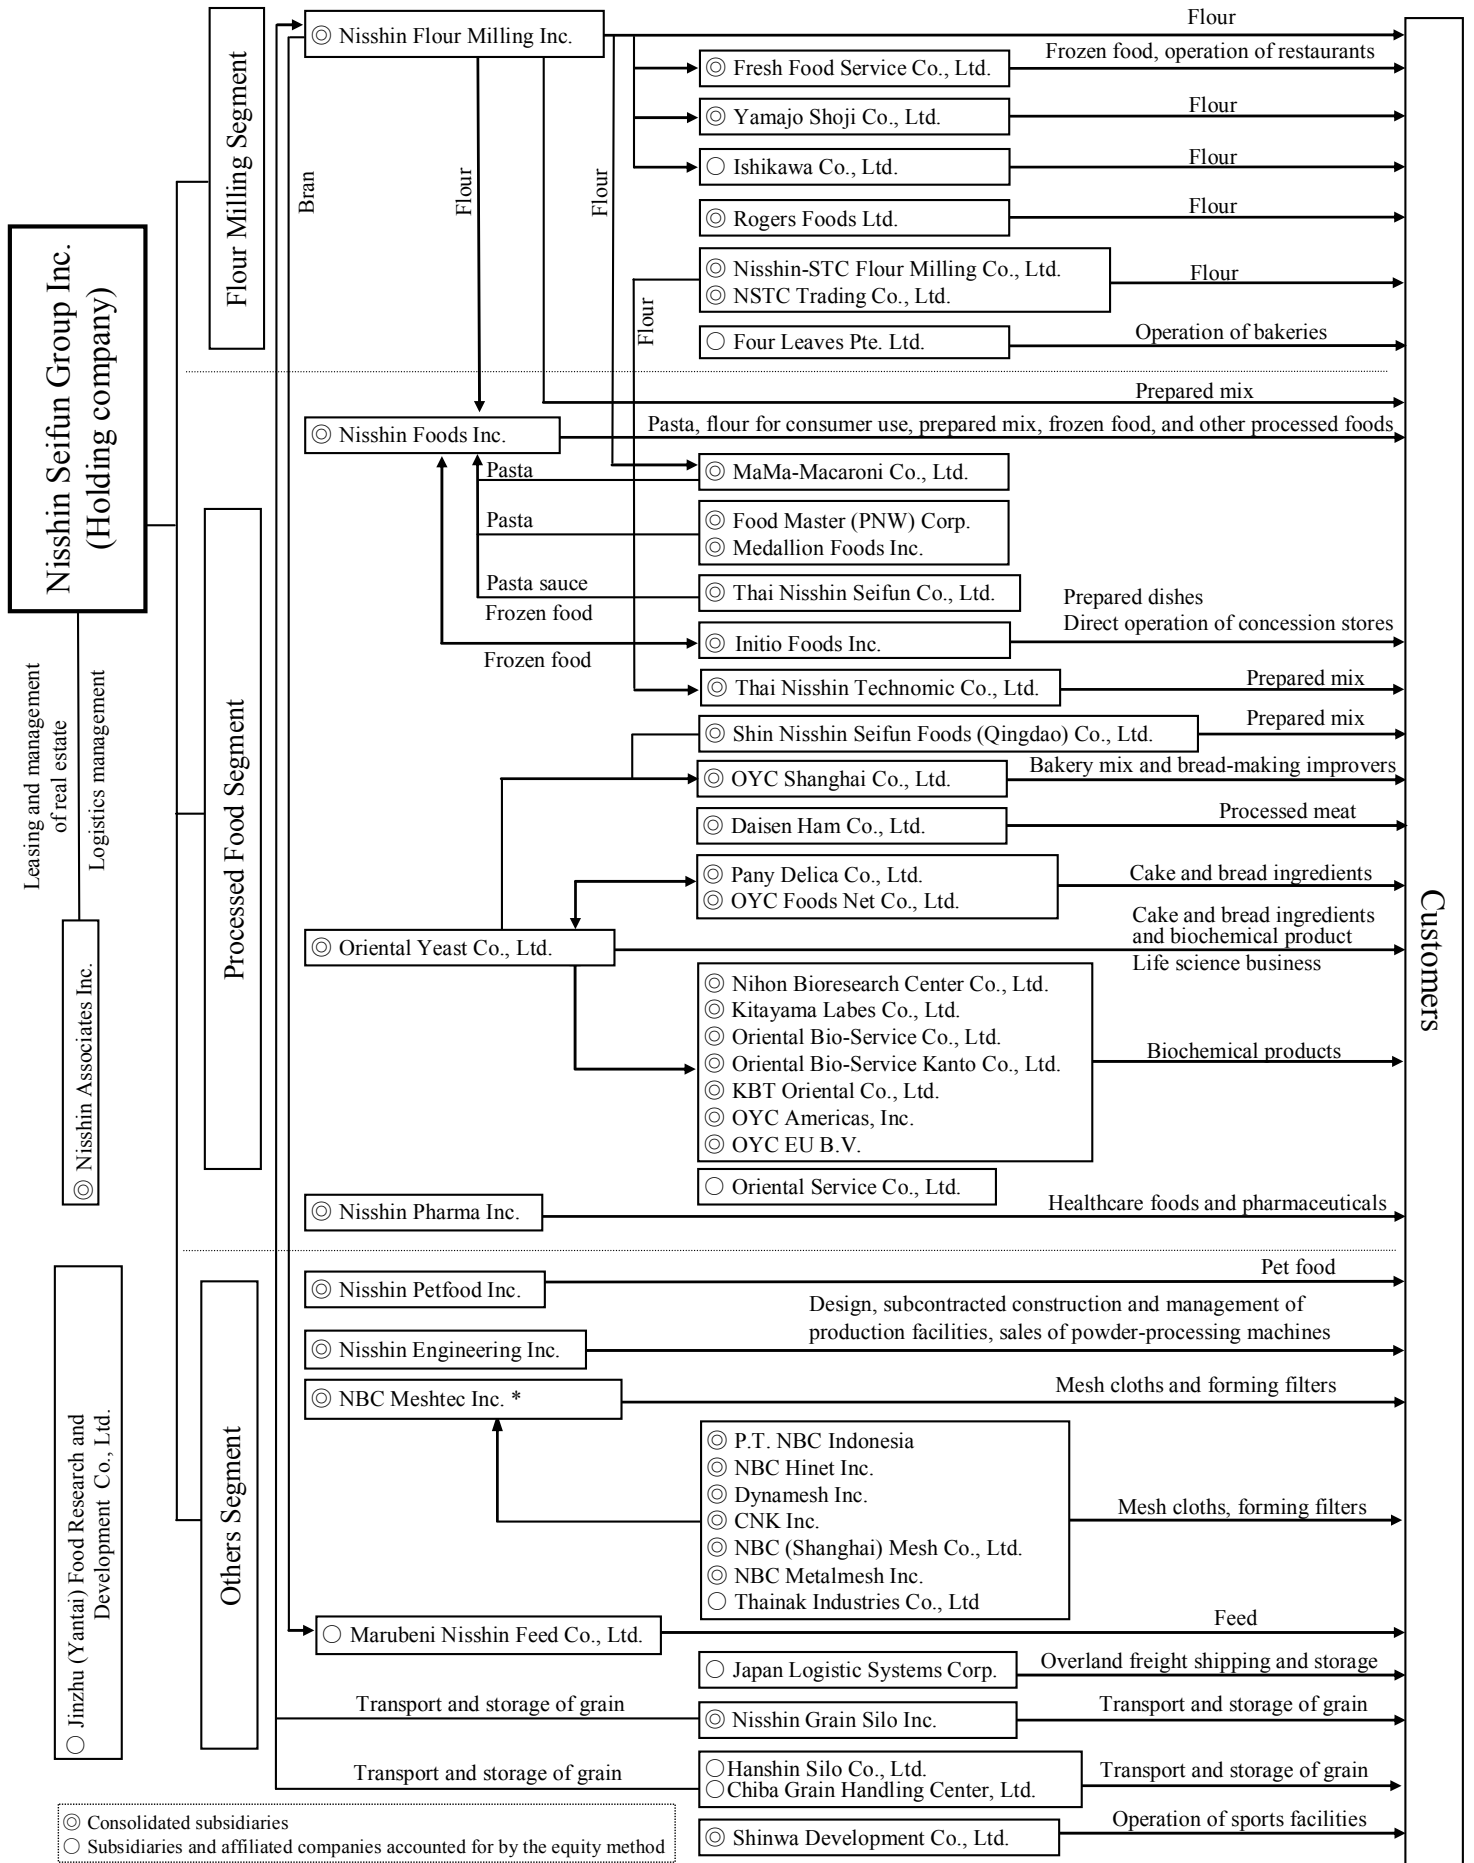 Nisshin Seifun Group Inc.
(Holding company)
Leasing and management
of real estate
Logistics management
◎ Nisshin Associates Inc.
○ Jinzhu (Yantai) Food Research and
Development Co., Ltd.
Flour Milling Segment
◎ Nisshin Flour Milling Inc.
Flour
Bran
Flour
Flour
◎ Fresh Food Service Co., Ltd.
Frozen food, operation of restaurants
◎ Yamajo Shoji Co., Ltd.
Flour
○ Ishikawa Co., Ltd.
Flour
◎ Rogers Foods Ltd.
Flour
◎ Nisshin-STC Flour Milling Co., Ltd.
◎ NSTC Trading Co., Ltd.
Flour
Flour
○ Four Leaves Pte. Ltd.
Operation of bakeries
Processed Food Segment
Prepared mix
◎ Nisshin Foods Inc.
Pasta, flour for consumer use, prepared mix, frozen food, and other processed foods
Pasta
◎ MaMa-Macaroni Co., Ltd.
Pasta
◎ Food Master (PNW) Corp.
◎ Medallion Foods Inc.
Pasta sauce
◎ Thai Nisshin Seifun Co., Ltd.
Frozen food
Prepared dishes
Direct operation of concession stores
◎ Initio Foods Inc.
Frozen food
◎ Thai Nisshin Technomic Co., Ltd.
Prepared mix
◎ Shin Nisshin Seifun Foods (Qingdao) Co., Ltd.
Prepared mix
◎ OYC Shanghai Co., Ltd.
Bakery mix and bread-making improvers
◎ Daisen Ham Co., Ltd.
Processed meat
◎ Pany Delica Co., Ltd.
◎ OYC Foods Net Co., Ltd.
Cake and bread ingredients
◎ Oriental Yeast Co., Ltd.
Cake and bread ingredients
and biochemical product
Life science business
◎ Nihon Bioresearch Center Co., Ltd.
◎ Kitayama Labes Co., Ltd.
◎ Oriental Bio-Service Co., Ltd.
◎ Oriental Bio-Service Kanto Co., Ltd.
◎ KBT Oriental Co., Ltd.
◎ OYC Americas, Inc.
◎ OYC EU B.V.
Biochemical products
○ Oriental Service Co., Ltd.
◎ Nisshin Pharma Inc.
Healthcare foods and pharmaceuticals
Others Segment
◎ Nisshin Petfood Inc.
Pet food
Design, subcontracted construction and management of
production facilities, sales of powder-processing machines
◎ Nisshin Engineering Inc.
◎ NBC Meshtec Inc. *
Mesh cloths and forming filters
◎ P.T. NBC Indonesia
◎ NBC Hinet Inc.
◎ Dynamesh Inc.
◎ CNK Inc.
◎ NBC (Shanghai) Mesh Co., Ltd.
◎ NBC Metalmesh Inc.
○ Thainak Industries Co., Ltd
Mesh cloths, forming filters
○ Marubeni Nisshin Feed Co., Ltd.
Feed
○ Japan Logistic Systems Corp.
Overland freight shipping and storage
Transport and storage of grain
◎ Nisshin Grain Silo Inc.
Transport and storage of grain
Transport and storage of grain
○ Hanshin Silo Co., Ltd.
○ Chiba Grain Handling Center, Ltd.
Transport and storage of grain
◎ Shinwa Development Co., Ltd.
Operation of sports facilities
Customers
◎ Consolidated subsidiaries
○ Subsidiaries and affiliated companies accounted for by the equity method